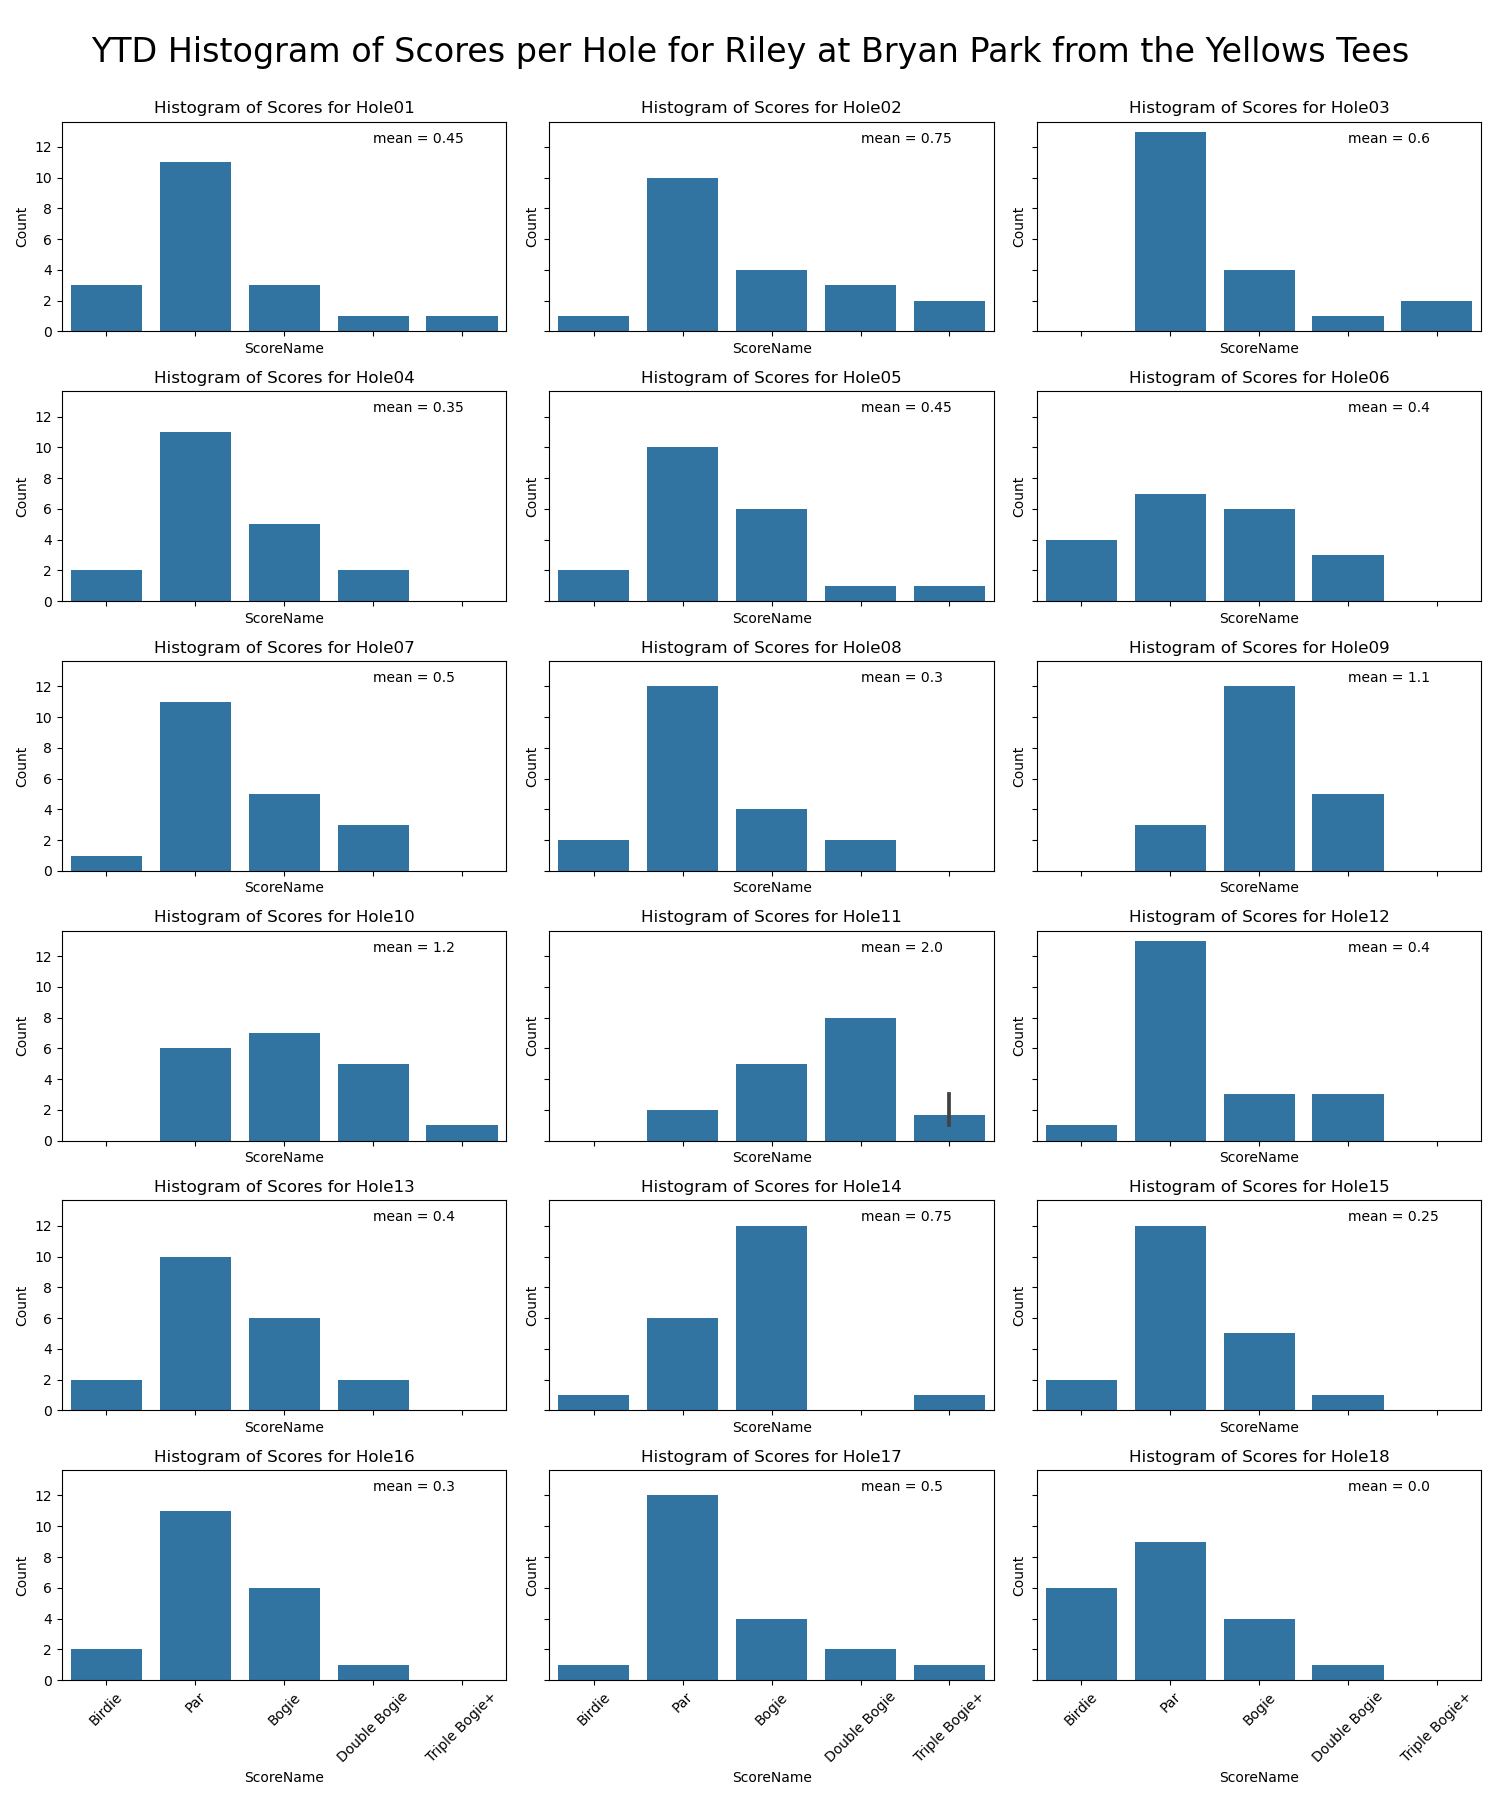 YTD Histogram of Scores per Hole for Riley at Bryan Park from the Yellows Tees
Histogram of Scores for Hole01
mean = 0.45
12
10
8
6
4
2
0
Count
ScoreName
Histogram of Scores for Hole02
mean = 0.75
Count
ScoreName
Histogram of Scores for Hole03
mean = 0.6
Count
ScoreName
Histogram of Scores for Hole04
mean = 0.35
12
10
8
6
4
2
0
Count
ScoreName
Histogram of Scores for Hole05
mean = 0.45
Count
ScoreName
Histogram of Scores for Hole06
mean = 0.4
Count
ScoreName
Histogram of Scores for Hole07
mean = 0.5
12
10
8
6
4
2
0
Count
ScoreName
Histogram of Scores for Hole08
mean = 0.3
Count
ScoreName
Histogram of Scores for Hole09
mean = 1.1
Count
ScoreName
Histogram of Scores for Hole10
mean = 1.2
12
10
8
6
4
2
0
Count
ScoreName
Histogram of Scores for Hole11
mean = 2.0
Count
ScoreName
Histogram of Scores for Hole12
mean = 0.4
Count
ScoreName
Histogram of Scores for Hole13
mean = 0.4
12
10
8
6
4
2
0
Count
ScoreName
Histogram of Scores for Hole14
mean = 0.75
Count
ScoreName
Histogram of Scores for Hole15
mean = 0.25
Count
ScoreName
Histogram of Scores for Hole16
mean = 0.3
12
10
8
6
4
2
0
Count
Birdie
Par
Bogie
Double Bogie
Triple Bogie+
ScoreName
Histogram of Scores for Hole17
mean = 0.5
Count
Birdie
Par
Bogie
Double Bogie
Triple Bogie+
ScoreName
Histogram of Scores for Hole18
mean = 0.0
Count
Birdie
Par
Bogie
Double Bogie
Triple Bogie+
ScoreName